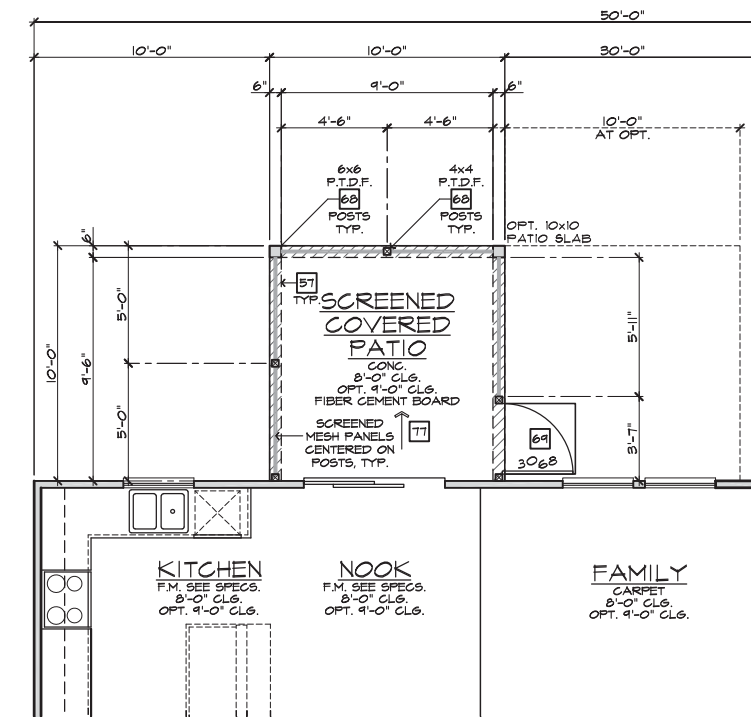 50'-0"
10'-0"
10'-0"
30'-0"
6"
9'-0"
6"
4'-6"
4'-6"
10'-0"
AT OPT.
6x6
P.T.D.F.
68
POSTS
TYP.
4x4
P.T.D.F.
68
POSTS
TYP.
OPT. 10x10
PATIO SLAB
6"
5'-0"
10'-0"
9'-6"
5'-0"
57
TYP.
SCREENED
COVERED
PATIO
CONC.
8'-0" CLG.
OPT. 9'-0" CLG.
FIBER CEMENT BOARD
SCREENED
MESH PANELS
CENTERED ON
POSTS, TYP.
77
5'-11"
3'-7"
69
3068
KITCHEN
F.M. SEE SPECS.
8'-0" CLG.
OPT. 9'-0" CLG.
NOOK
F.M. SEE SPECS.
8'-0" CLG.
OPT. 9'-0" CLG.
FAMILY
CARPET
8'-0" CLG.
OPT. 9'-0" CLG.